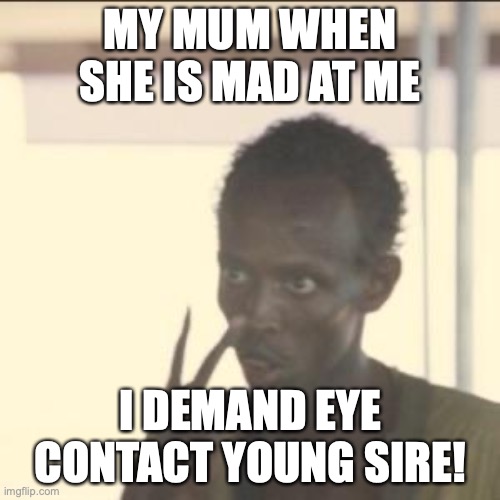 MY MUM WHEN
SHE IS MAD AT ME
I DEMAND EYE
CONTACT YOUNG SIRE!
imgflip.com